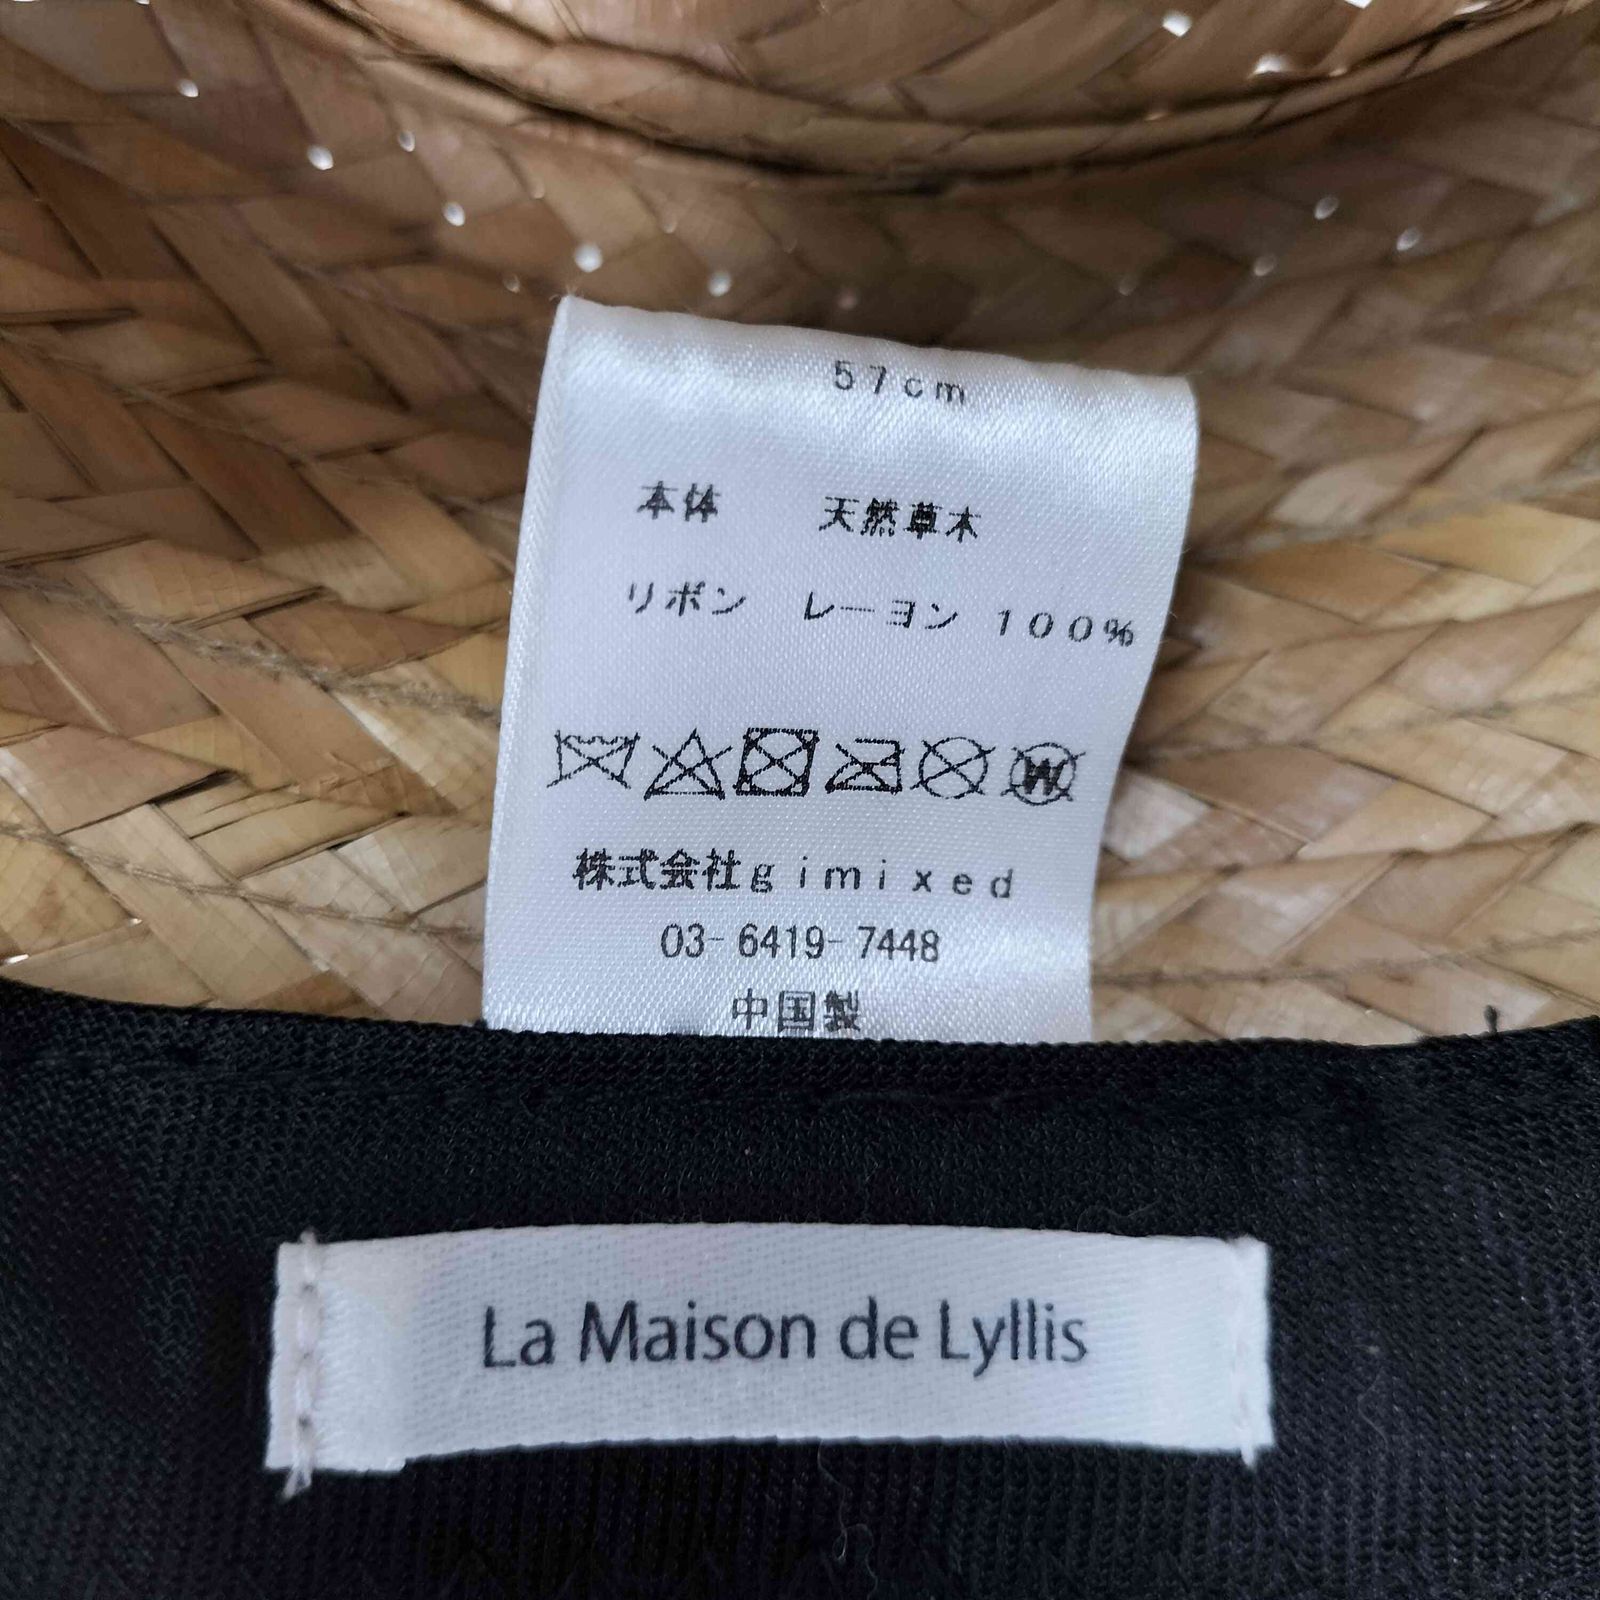 57cm
本体 天然草木
リボン レーヨン 100%
W
株式会社gimixed
03-6419-7448
中国製
La Maison de Lyllis